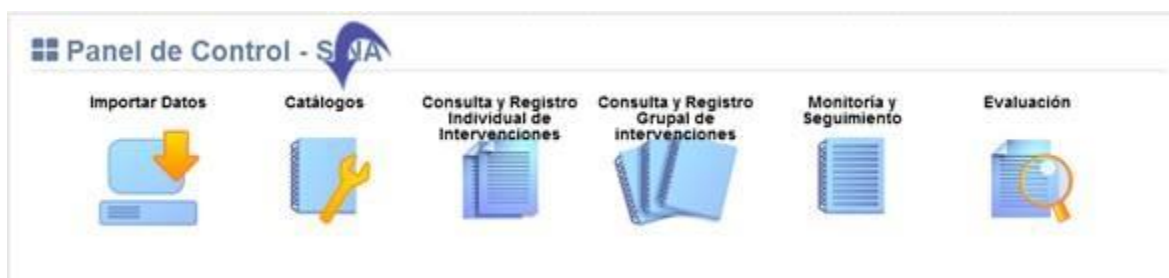 Panel de Control - SINA
Importar Datos
Catálogos
Consulta y Registro
Individual de
Intervenciones
Consulta y Registro
Grupal de
intervenciones
Monitoría y
Seguimiento
Evaluación